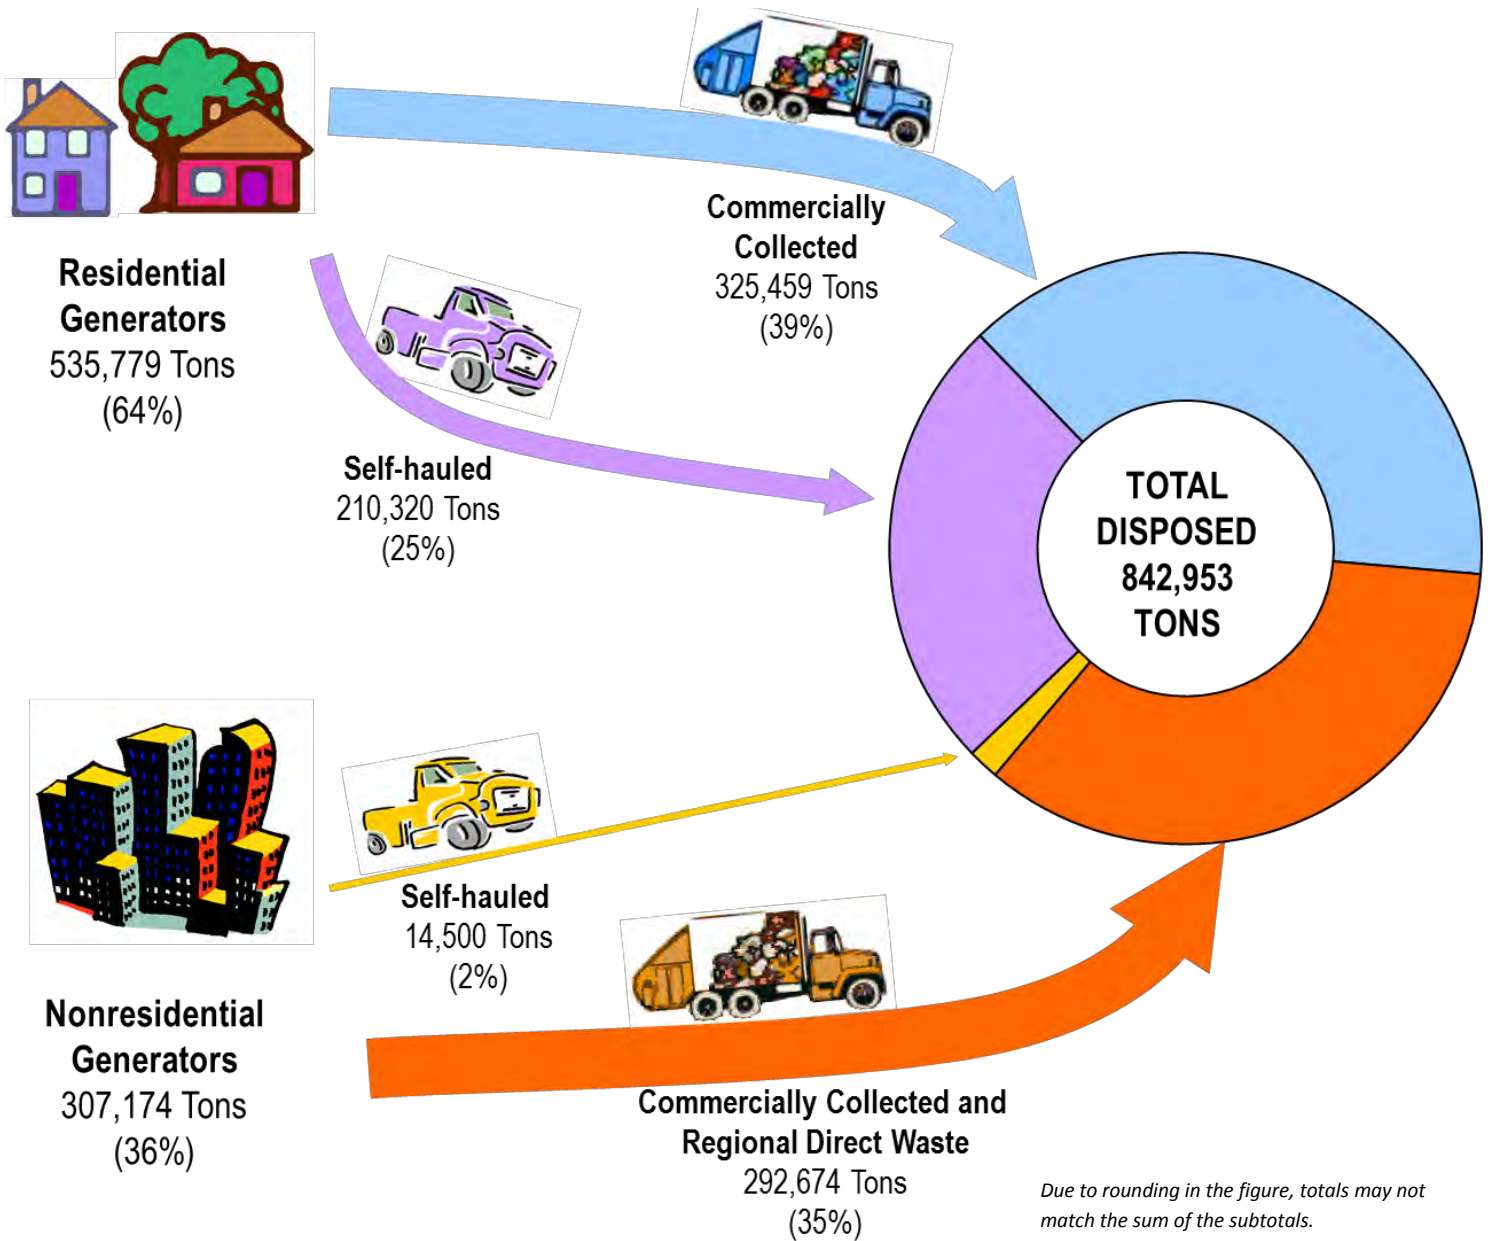 Residential
Generators
535,779 Tons
(64%)
Commercially
Collected
325,459 Tons
(39%)
Self-hauled
210,320 Tons
(25%)
TOTAL
DISPOSED
842,953
TONS
Self-hauled
14,500 Tons
(2%)
Nonresidential
Generators
307,174 Tons
(36%)
Commercially Collected and
Regional Direct Waste
292,674 Tons
(35%)
Due to rounding in the figure, totals may not
match the sum of the subtotals.